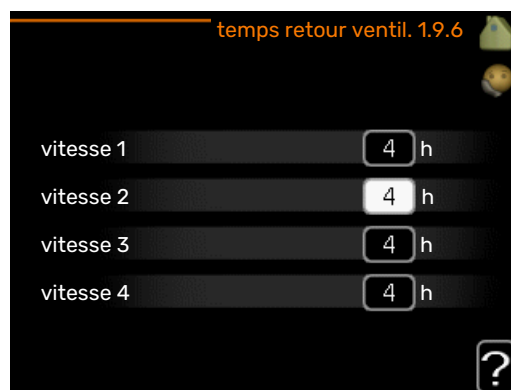 temps retour ventil. 1.9.6
vitesse 1 4 h
vitesse 2 4 h
vitesse 3 4 h
vitesse 4 4 h
?